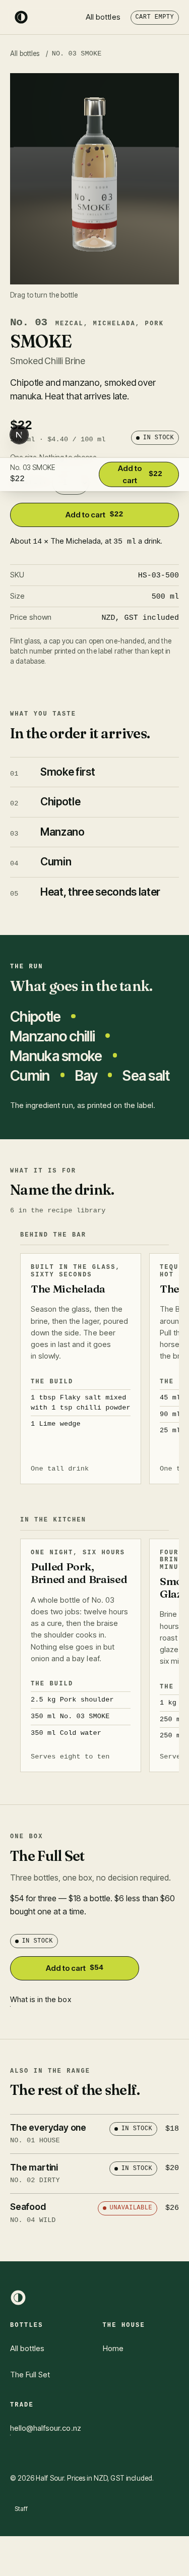 All bottles
CART EMPTY
All bottles / NO. 03 SMOKE
No. 03
SMOKE
Drag to turn the bottle
No. 03 MEZCAL, MICHELADA, PORK
SMOKE
Smoked Chilli Brine
Chipotle and manzano, smoked over
manuka. Heat that arrives late.
$22
· $4.40 / 100 ml
IN STOCK
N
No. 03 SMOKE
$22
Add to cart $22
Add to cart $22
About 14 × The Michelada, at 35 ml a drink.
SKU HS-03-500
Size 500 ml
Price shown NZD, GST included
Flint glass, a cap you can open one-handed, and the
batch number printed on the label rather than kept in
a database.
WHAT YOU TASTE
In the order it arrives.
01 Smoke first
02 Chipotle
03 Manzano
04 Cumin
05 Heat, three seconds later
THE RUN
What goes in the tank.
Chipotle •
Manzano chilli •
Manuka smoke •
Cumin • Bay • Sea salt
The ingredient run, as printed on the label.
WHAT IT IS FOR
Name the drink.
6 in the recipe library
BEHIND THE BAR
BUILT IN THE GLASS,
SIXTY SECONDS
The Michelada
Season the glass, then the
brine, then the lager, poured
down the side. The beer
goes in last and it goes
in slowly.
THE BUILD
1 tbsp Flaky salt mixed
with 1 tsp chilli powder
1 Lime wedge
One tall drink
IN THE KITCHEN
ONE NIGHT, SIX HOURS
Pulled Pork,
Brined and Braised
A whole bottle of No. 03
does two jobs: twelve hours
as a cure, then the braise
the shoulder cooks in.
Nothing else goes in but
onion and a bay leaf.
THE BUILD
2.5 kg Pork shoulder
350 ml No. 03 SMOKE
350 ml Cold water
Serves eight to ten
ONE BOX
The Full Set
Three bottles, one box, no decision required.
$54 for three — $18 a bottle. $6 less than $60
bought one at a time.
IN STOCK
Add to cart $54
What is in the box
ALSO IN THE RANGE
The rest of the shelf.
The everyday one IN STOCK $18
NO. 01 HOUSE
The martini IN STOCK $20
NO. 02 DIRTY
Seafood UNAVAILABLE $26
NO. 04 WILD
BOTTLES
All bottles
The Full Set
THE HOUSE
Home
TRADE
hello@halfsour.co.nz
© 2026 Half Sour. Prices in NZD, GST included.
Staff